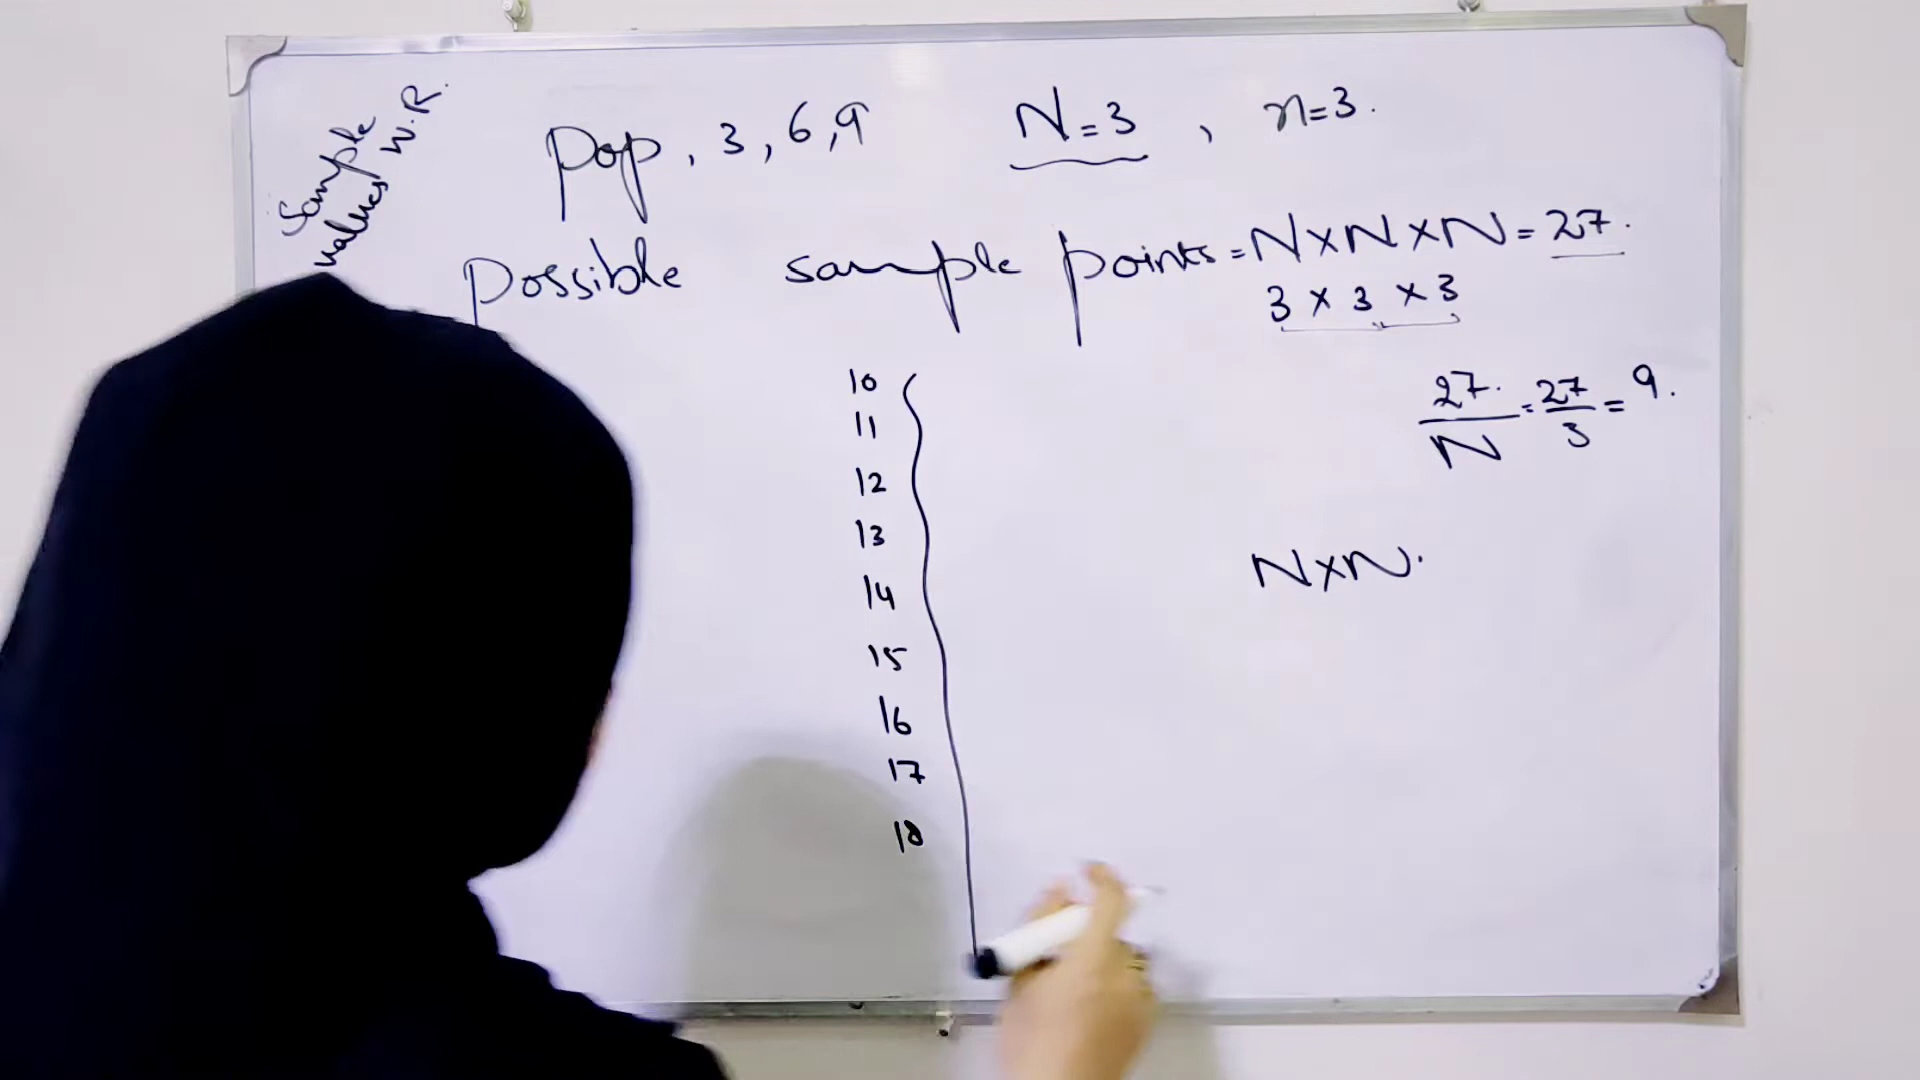 Sample
values W.R.
Pop, 3, 6, 9 N=3, n=3.
Possible sample points = N×N×N = 27.
3 × 3 × 3
27./N = 27/3 = 9.
10
11
12
13
14
15
16
17
18
N×N.